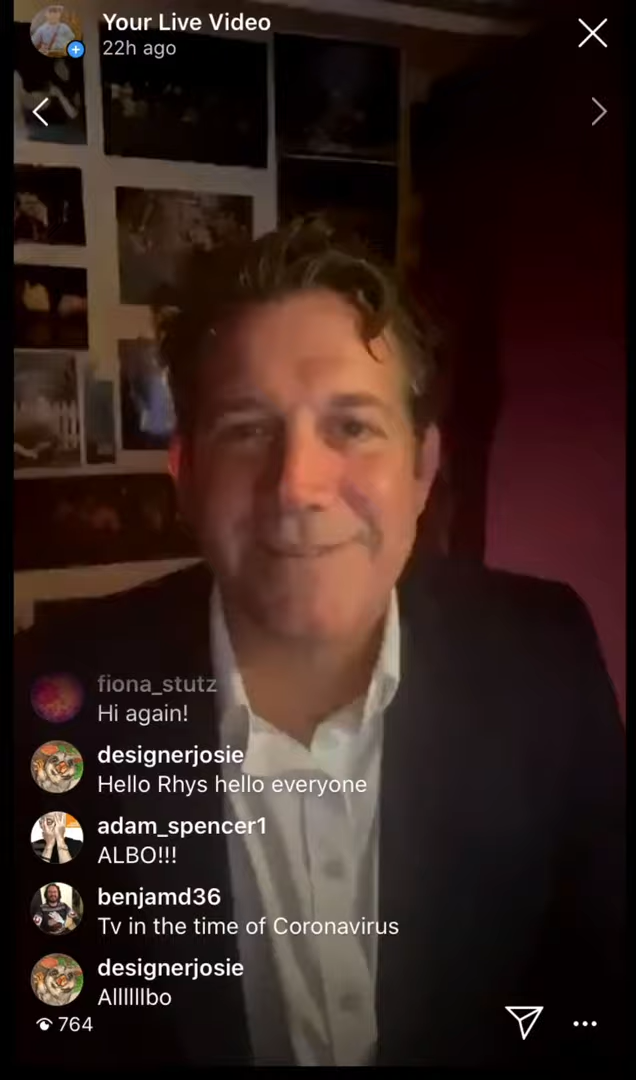 Your Live Video
22h ago
fiona_stutz
Hi again!
designerjosie
Hello Rhys hello everyone
adam_spencer1
ALBO!!!
benjamd36
Tv in the time of Coronavirus
designerjosie
Allllllbo
764